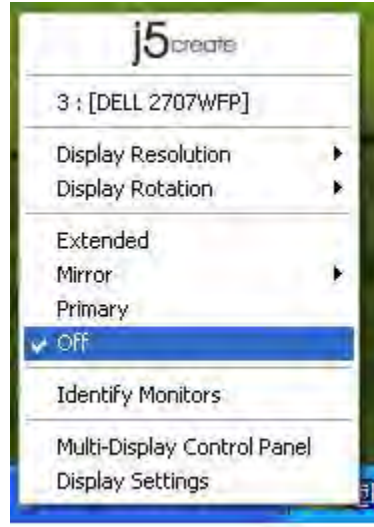 j5create
3 : [DELL 2707WFP]
Display Resolution
Display Rotation
Extended
Mirror
Primary
Off
Identify Monitors
Multi-Display Control Panel
Display Settings